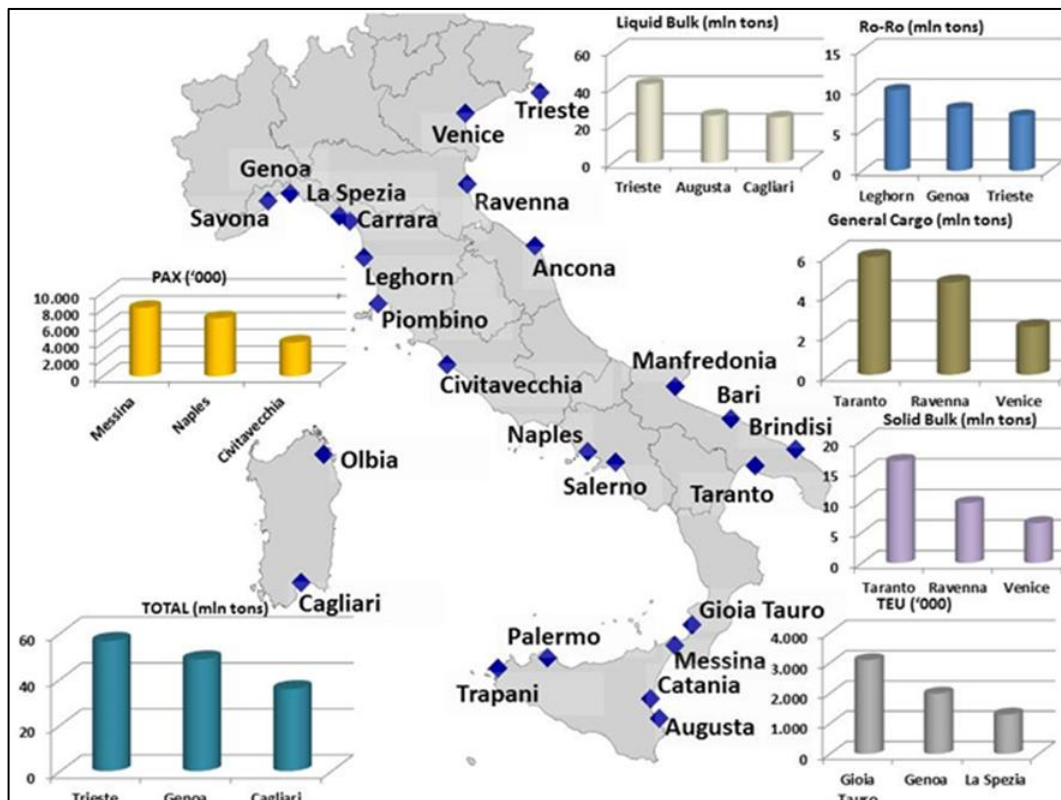 Liquid Bulk (mln tons)
60
40
20
0
Trieste Augusta Cagliari
Ro-Ro (mln tons)
15
10
5
0
Leghorn Genoa Trieste
General Cargo (mln tons)
6
4
2
0
Taranto Ravenna Venice
Solid Bulk (mln tons)
20
15
10
5
0
Taranto Ravenna Venice
TEU ('000)
4.000
3.000
2.000
1.000
0
Gioia Tauro
Genoa
La Spezia
PAX ('000)
10.000
8.000
6.000
4.000
2.000
0
Messina
Naples
Civitavecchia
TOTAL (mln tons)
60
40
20
0
Trieste Genoa Cagliari
Trieste
Venice
Genoa
La Spezia
Savona
Carrara
Ravenna
Leghorn
Ancona
Piombino
Civitavecchia
Manfredonia
Bari
Brindisi
Naples
Salerno
Taranto
Olbia
Cagliari
Gioia Tauro
Palermo
Messina
Trapani
Catania
Augusta